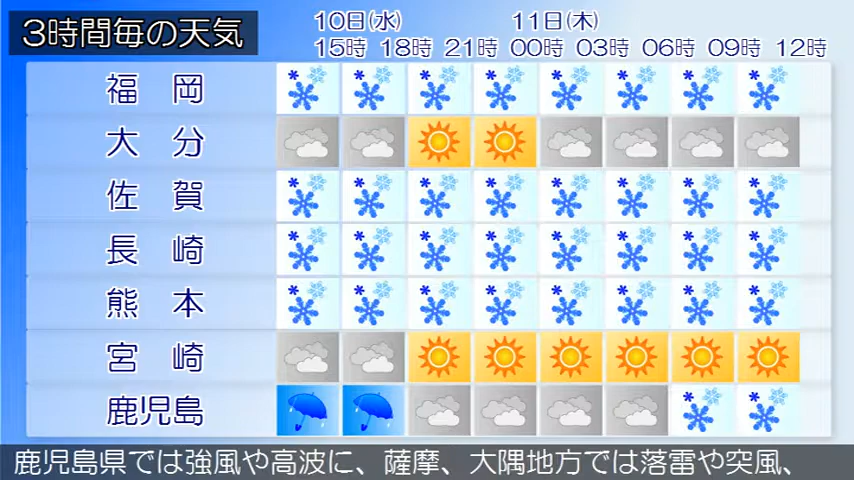 3時間毎の天気
10日(水) 11日(木)
15時 18時 21時 00時 03時 06時 09時 12時
福岡
大分
佐賀
長崎
熊本
宮崎
鹿児島
鹿児島県では強風や高波に、薩摩、大隅地方では落雷や突風、